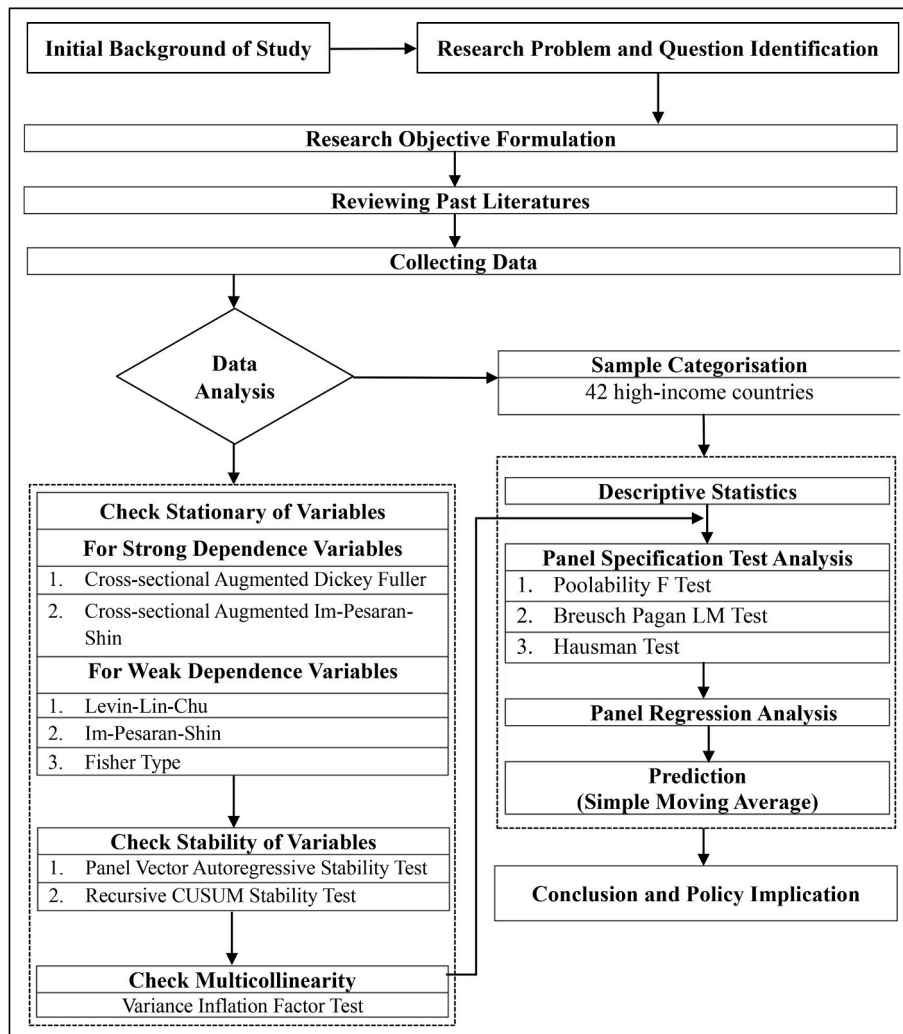 Initial Background of Study
Research Problem and Question Identification
Research Objective Formulation
Reviewing Past Literatures
Collecting Data
Data
Analysis
Sample Categorisation
42 high-income countries
Check Stationary of Variables
For Strong Dependence Variables
1. Cross-sectional Augmented Dickey Fuller
2. Cross-sectional Augmented Im-Pesaran-
Shin
For Weak Dependence Variables
1. Levin-Lin-Chu
2. Im-Pesaran-Shin
3. Fisher Type
Check Stability of Variables
1. Panel Vector Autoregressive Stability Test
2. Recursive CUSUM Stability Test
Check Multicollinearity
Variance Inflation Factor Test
Descriptive Statistics
Panel Specification Test Analysis
1. Poolability F Test
2. Breusch Pagan LM Test
3. Hausman Test
Panel Regression Analysis
Prediction
(Simple Moving Average)
Conclusion and Policy Implication